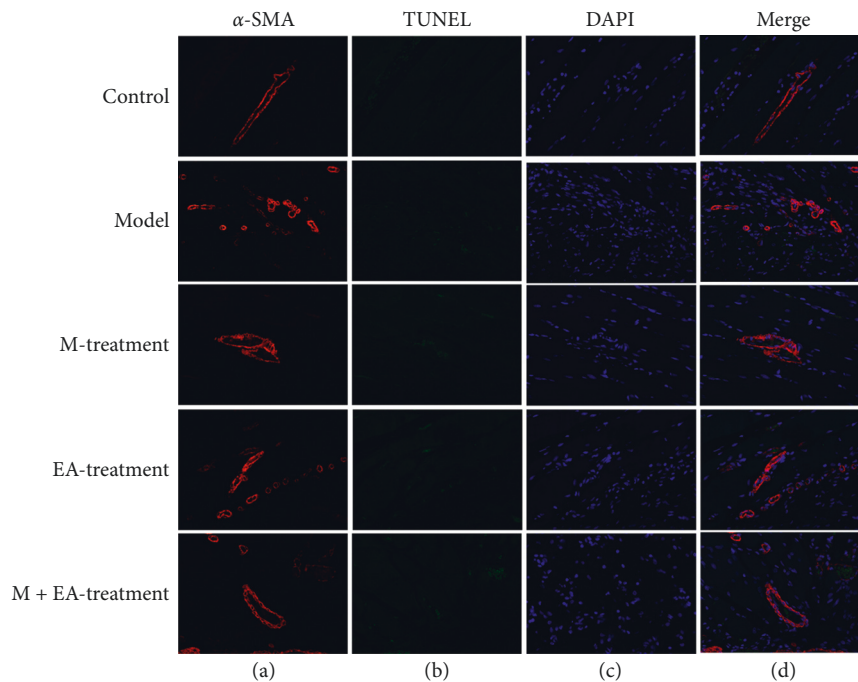 α-SMA TUNEL DAPI Merge
Control
Model
M-treatment
EA-treatment
M + EA-treatment
(a) (b) (c) (d)